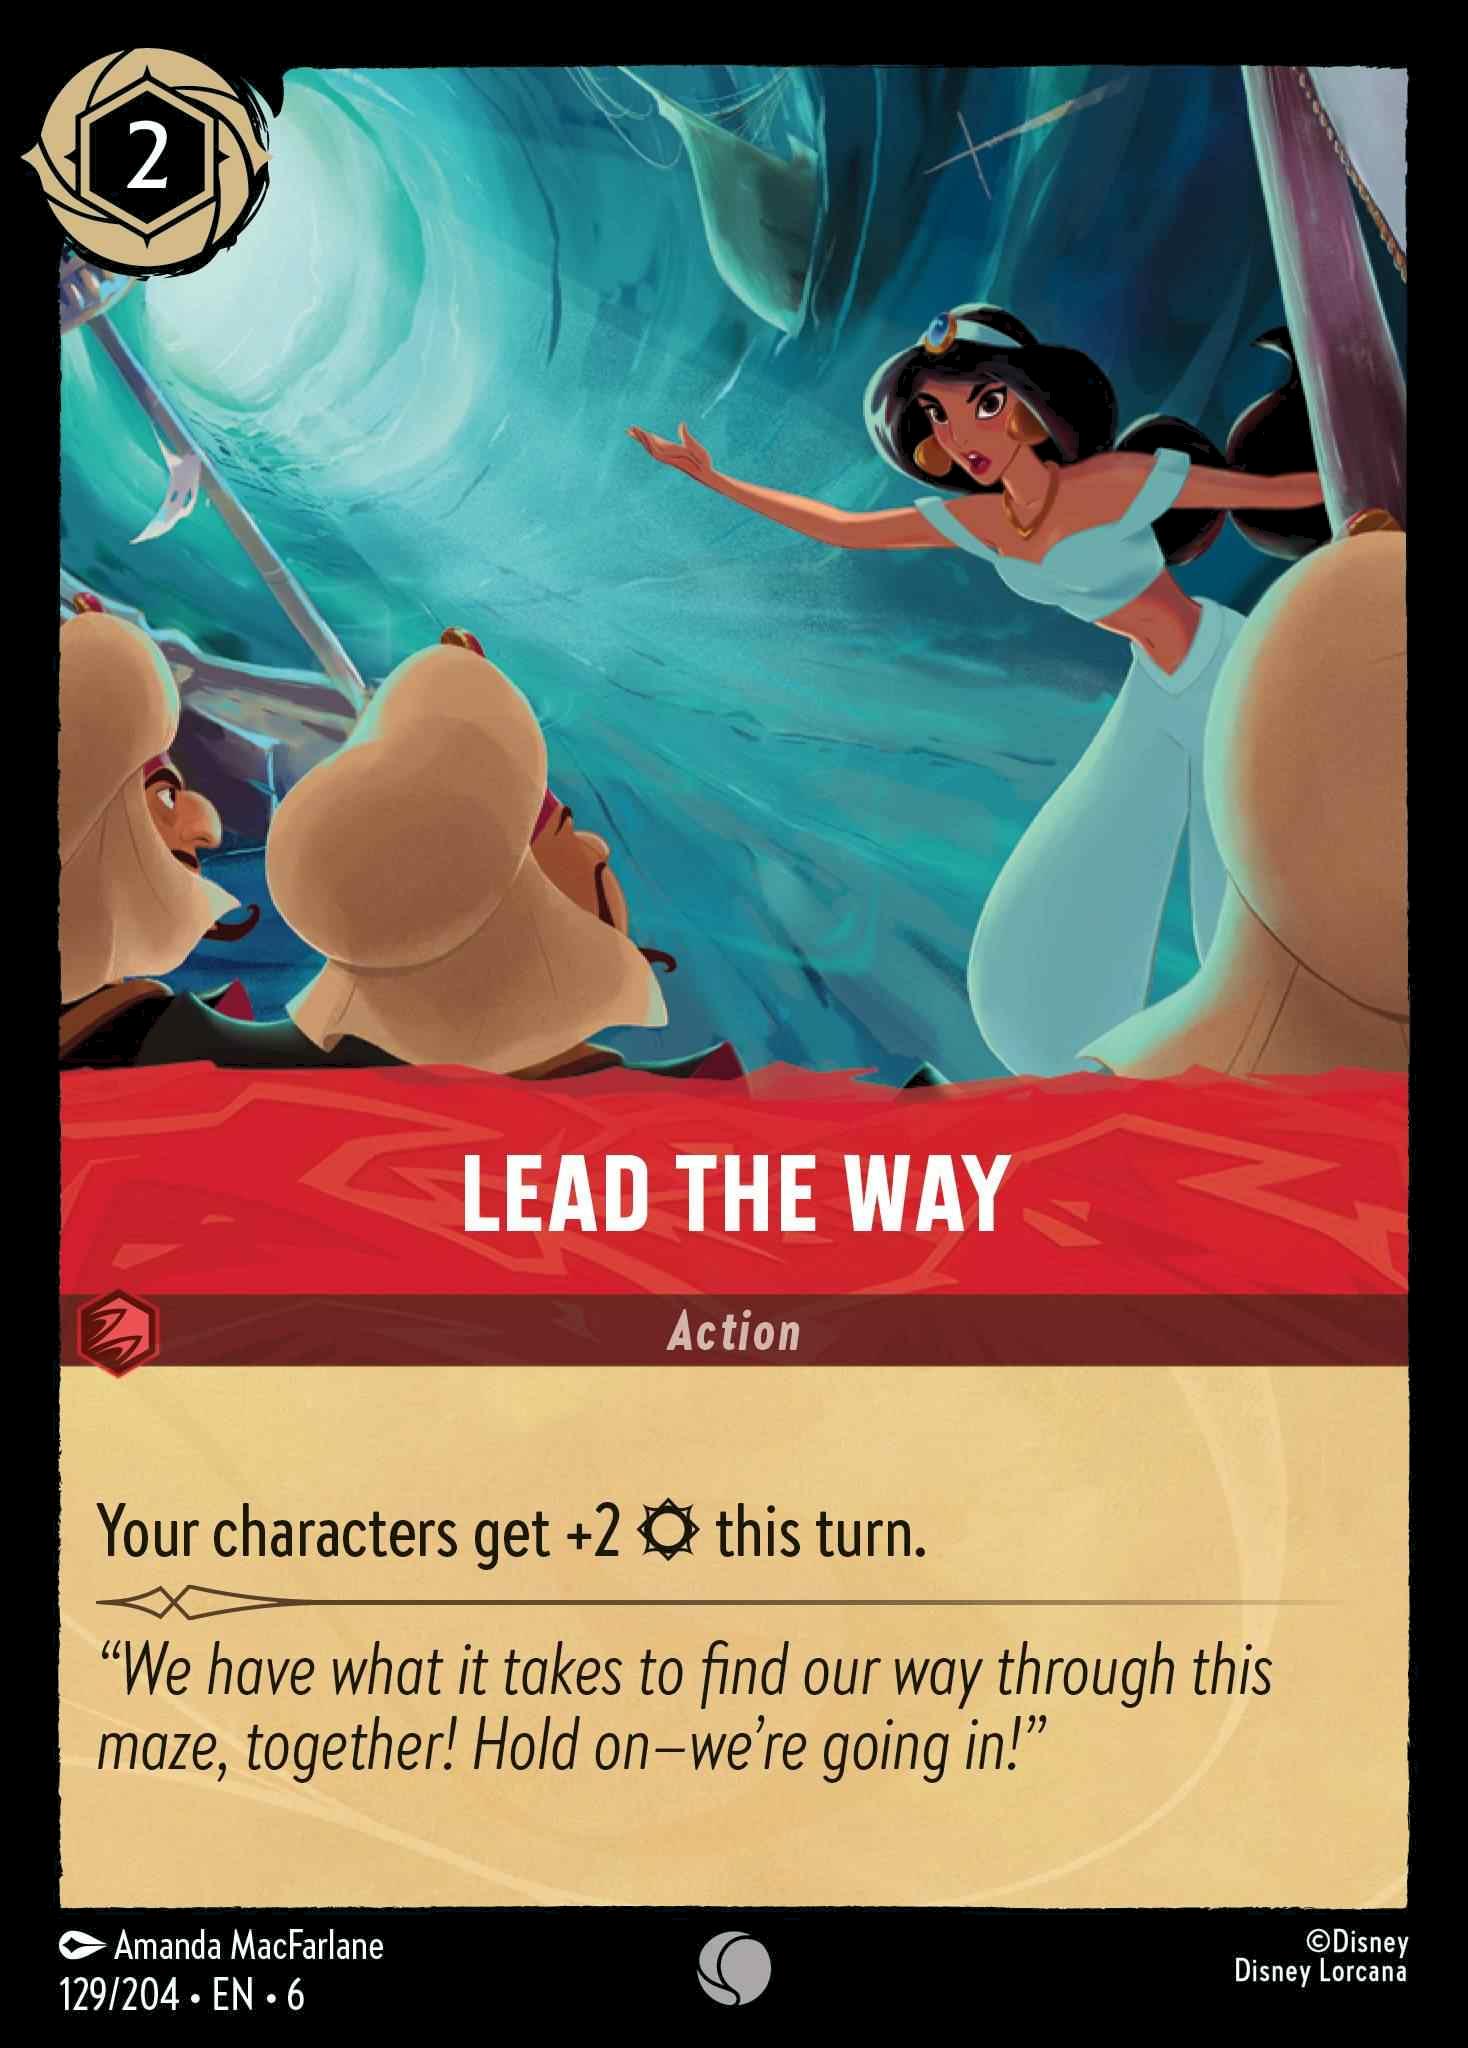 2
LEAD THE WAY
Action
Your characters get +2 this turn.
“We have what it takes to find our way through this
maze, together! Hold on—we’re going in!”
Amanda MacFarlane
129/204 • EN • 6
©Disney
Disney Lorcana